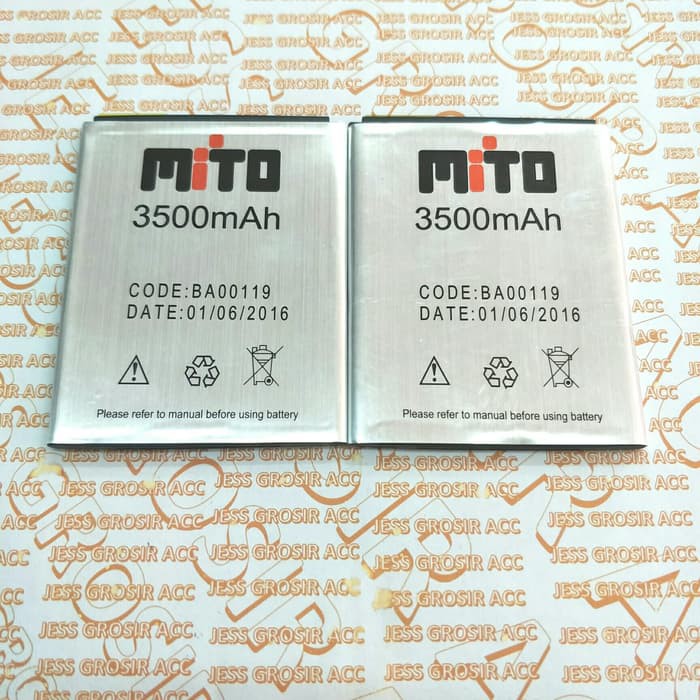 MiTO
3500mAh
CODE:BA00119
DATE:01/06/2016
Please refer to manual before using battery
MiTO
3500mAh
CODE:BA00119
DATE:01/06/2016
Please refer to manual before using battery
JESS GROSIR ACC